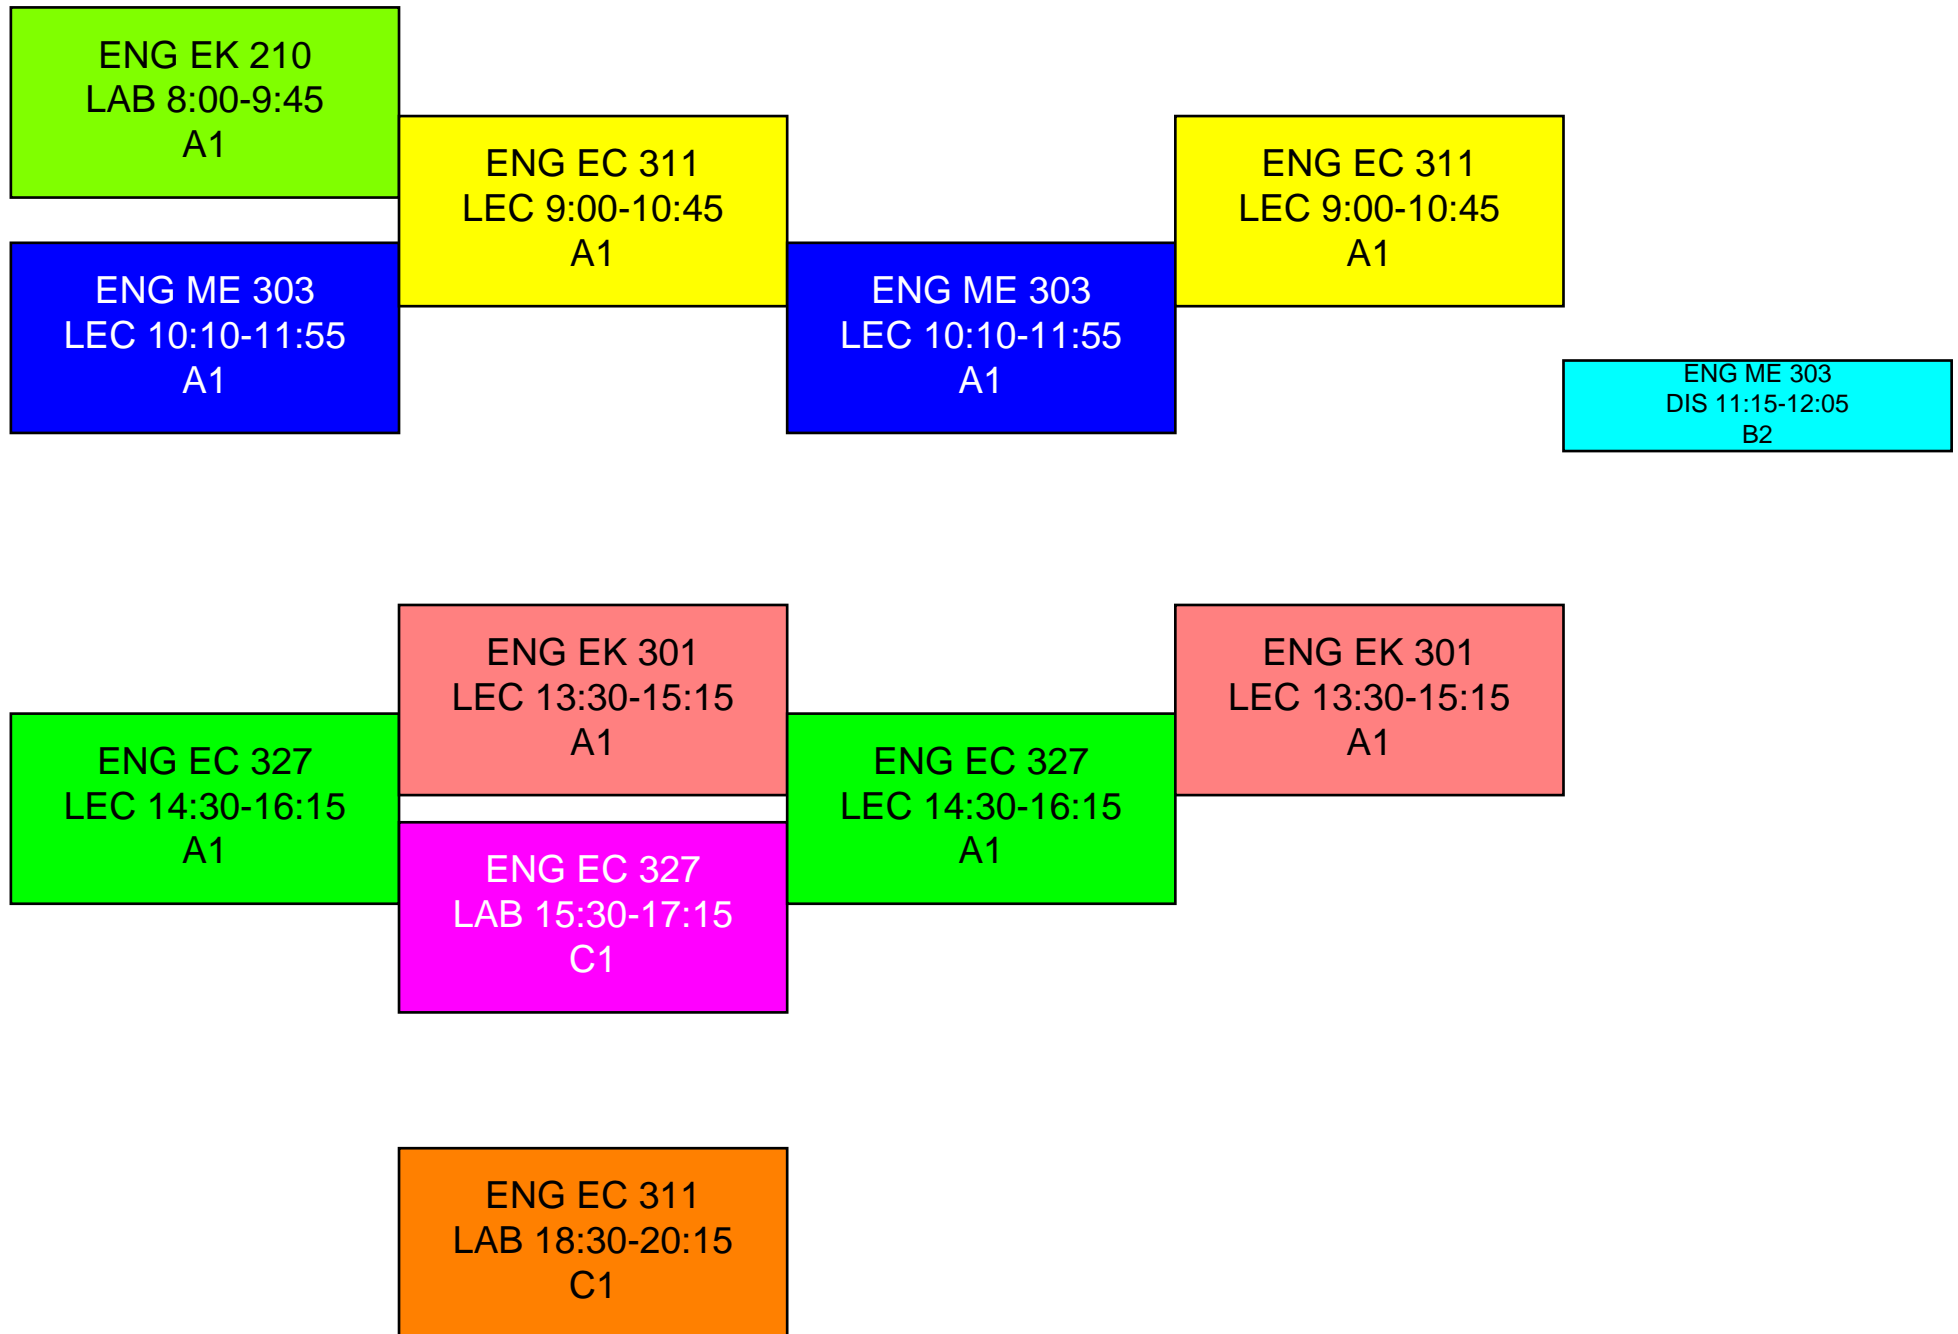 ENG EK 210
LAB 8:00-9:45
A1
ENG ME 303
LEC 10:10-11:55
A1
ENG EC 327
LEC 14:30-16:15
A1
ENG EC 311
LEC 9:00-10:45
A1
ENG EK 301
LEC 13:30-15:15
A1
ENG EC 327
LAB 15:30-17:15
C1
ENG EC 311
LAB 18:30-20:15
C1
ENG ME 303
LEC 10:10-11:55
A1
ENG EC 327
LEC 14:30-16:15
A1
ENG EC 311
LEC 9:00-10:45
A1
ENG EK 301
LEC 13:30-15:15
A1
ENG ME 303
DIS 11:15-12:05
B2